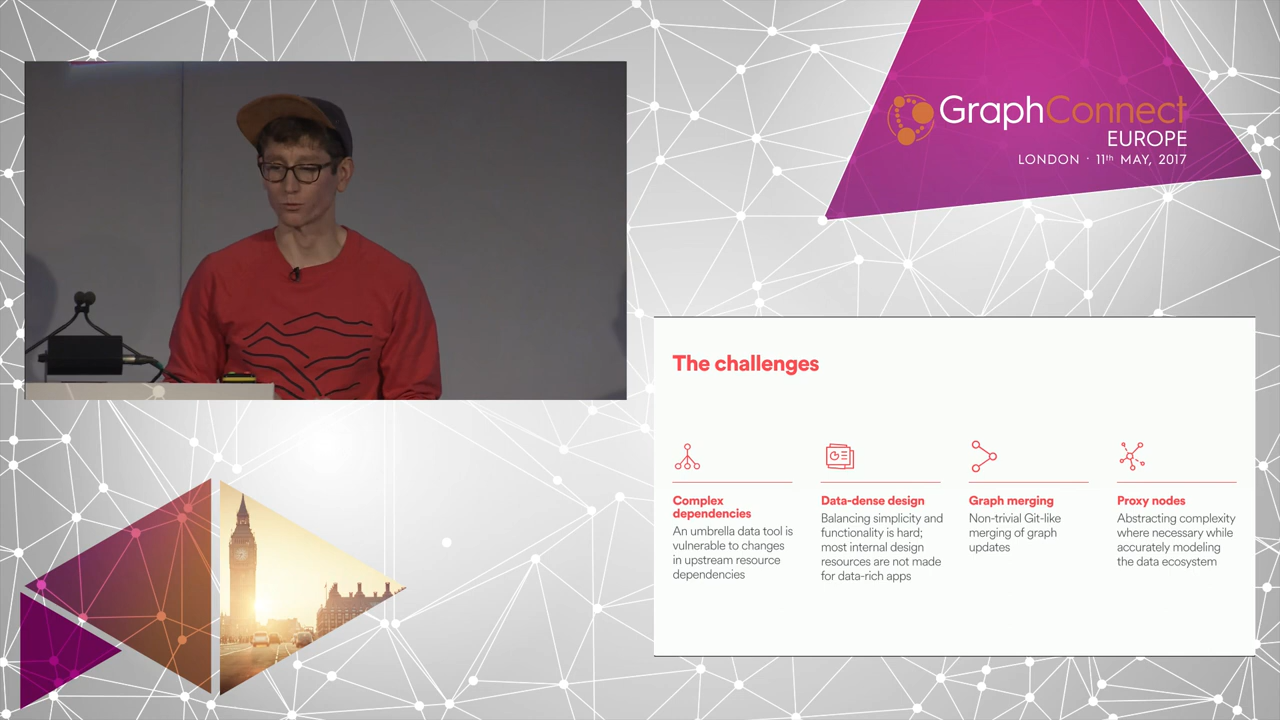 GraphConnect
EUROPE
LONDON · 11th MAY, 2017
The challenges
Complex
dependencies
An umbrella data tool is
vulnerable to changes
in upstream resource
dependencies
Data-dense design
Balancing simplicity and
functionality is hard;
most internal design
resources are not made
for data-rich apps
Graph merging
Non-trivial Git-like
merging of graph
updates
Proxy nodes
Abstracting complexity
where necessary while
accurately modeling
the data ecosystem